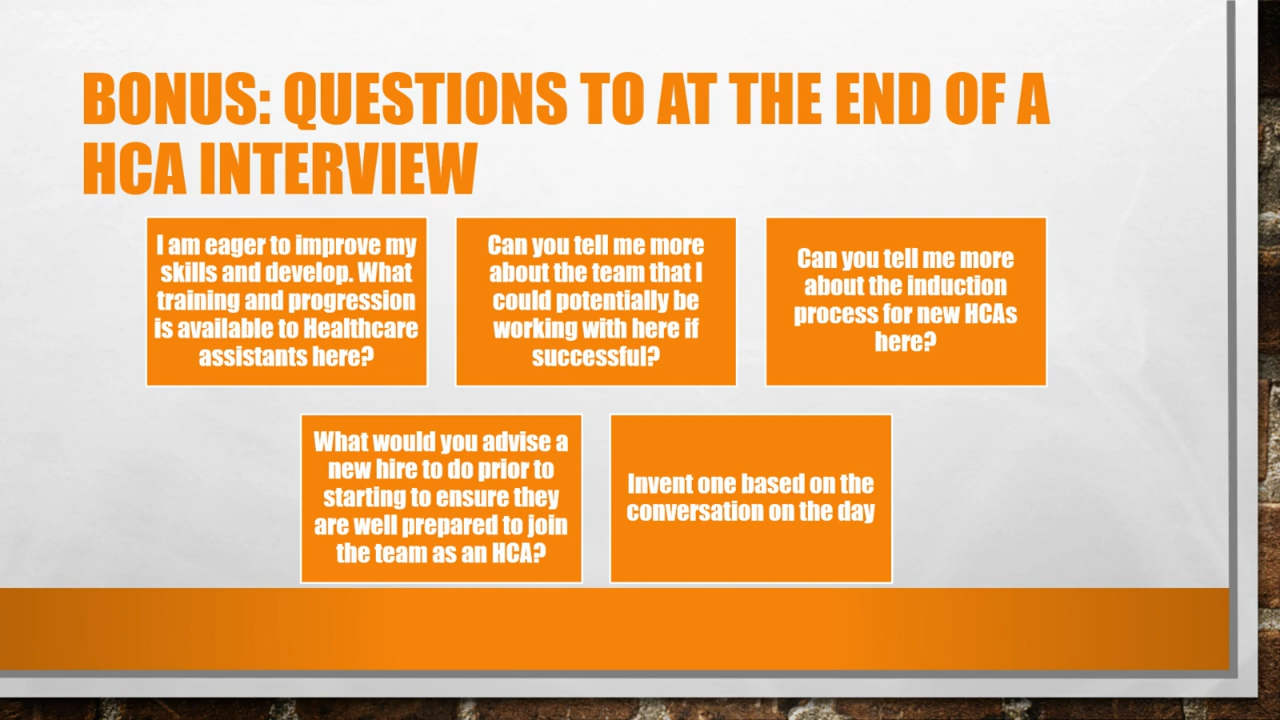 BONUS: QUESTIONS TO AT THE END OF A
HCA INTERVIEW
I am eager to improve my
skills and develop. What
training and progression
is available to Healthcare
assistants here?
Can you tell me more
about the team that I
could potentially be
working with here if
successful?
Can you tell me more
about the induction
process for new HCAs
here?
What would you advise a
new hire to do prior to
starting to ensure they
are well prepared to join
the team as an HCA?
Invent one based on the
conversation on the day